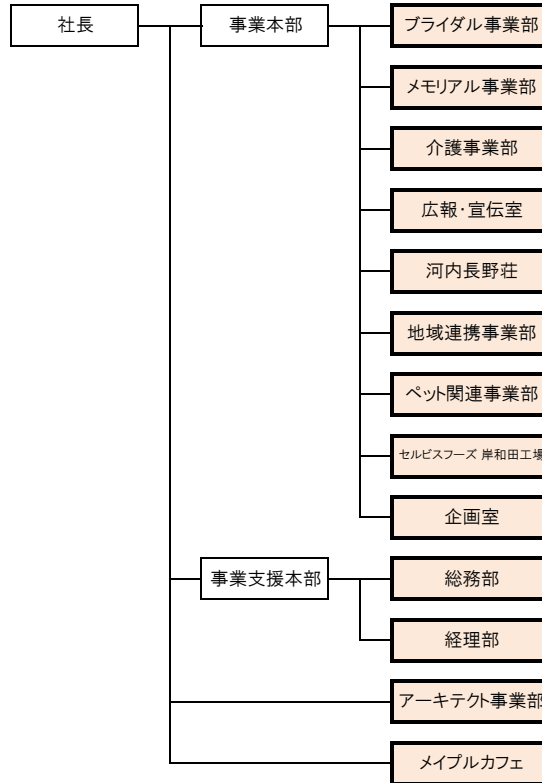 社長
事業本部
ブライダル事業部
メモリアル事業部
介護事業部
広報・宣伝室
河内長野荘
地域連携事業部
ペット関連事業部
セルビスフーズ 岸和田工場
企画室
事業支援本部
総務部
経理部
アーキテクト事業部
メイプルカフェ